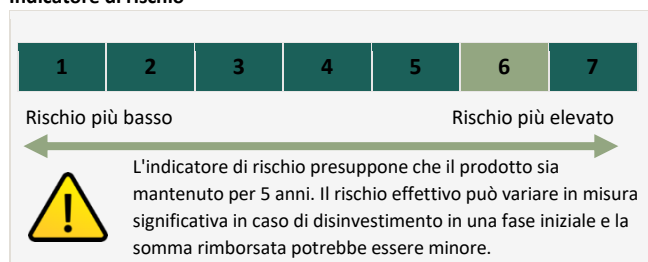 Indicatore di rischio
1 2 3 4 5 6 7
Rischio più basso Rischio più elevato
L'indicatore di rischio presuppone che il prodotto sia
mantenuto per 5 anni. Il rischio effettivo può variare in misura
significativa in caso di disinvestimento in una fase iniziale e la
somma rimborsata potrebbe essere minore.